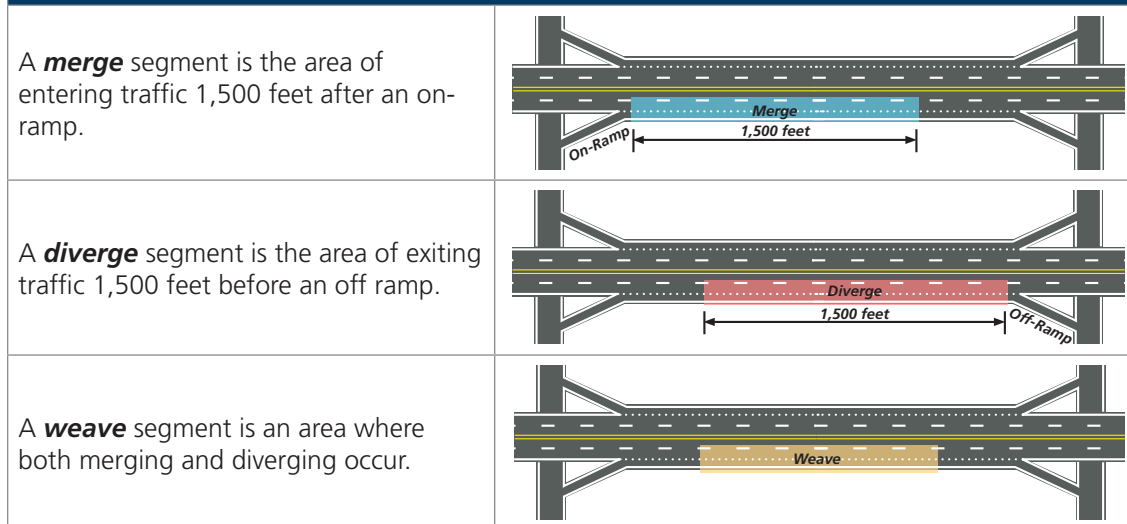 A merge segment is the area of
entering traffic 1,500 feet after an on-
ramp.
Merge
1,500 feet
On-Ramp
A diverge segment is the area of exiting
traffic 1,500 feet before an off ramp.
Diverge
1,500 feet
Off-Ramp
A weave segment is an area where
both merging and diverging occur.
Weave